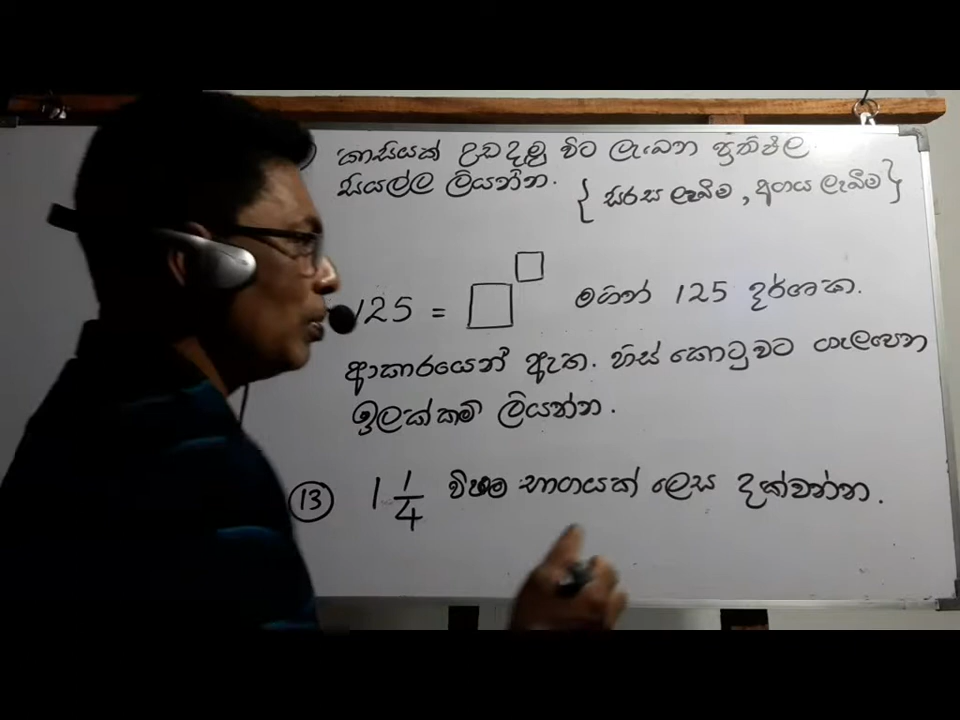 කාසියක් උඩදැමූ විට ලැබෙන ප්‍රතිඵල
සියල්ල ලියන්න. { සිරස ලැබීම , අගය ලැබීම }
125 = □^□ මගින් 125 දර්ශක
ආකාරයෙන් ඇත. හිස් කොටුවට ගැලපෙන
ඉලක්කම් ලියන්න.
13 1 1/4 විෂම භාගයක් ලෙස දක්වන්න.